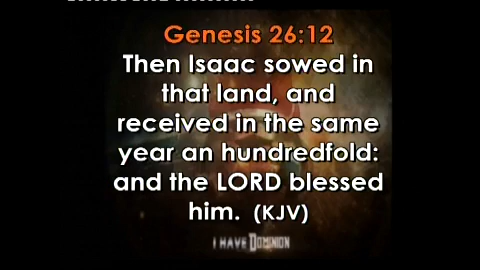 Genesis 26:12
Then Isaac sowed in
that land, and
received in the same
year an hundredfold:
and the LORD blessed
him. (KJV)
I HAVE DOMINION